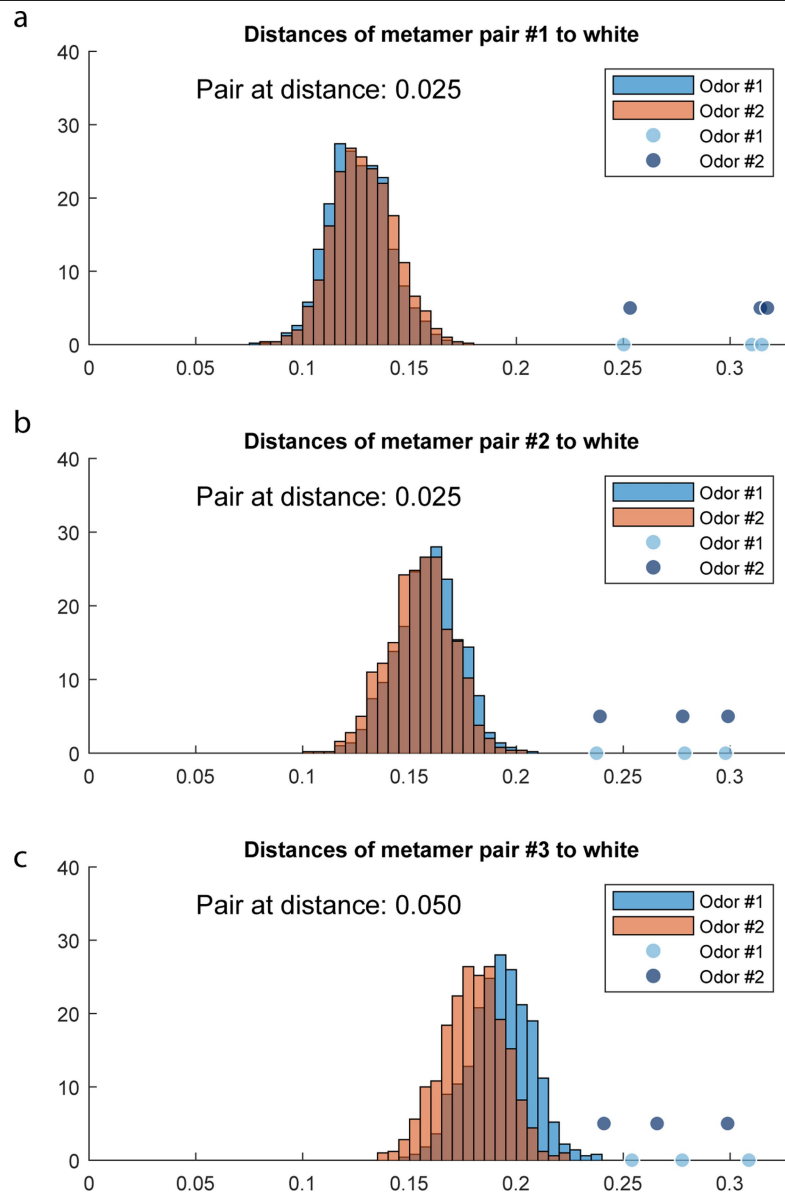 a
Distances of metamer pair #1 to white
40
Pair at distance: 0.025
Odor #1
Odor #2
Odor #1
Odor #2
30
20
10
0
0 0.05 0.1 0.15 0.2 0.25 0.3
b
Distances of metamer pair #2 to white
40
Pair at distance: 0.025
Odor #1
Odor #2
Odor #1
Odor #2
30
20
10
0
0 0.05 0.1 0.15 0.2 0.25 0.3
c
Distances of metamer pair #3 to white
40
Pair at distance: 0.050
Odor #1
Odor #2
Odor #1
Odor #2
30
20
10
0
0 0.05 0.1 0.15 0.2 0.25 0.3